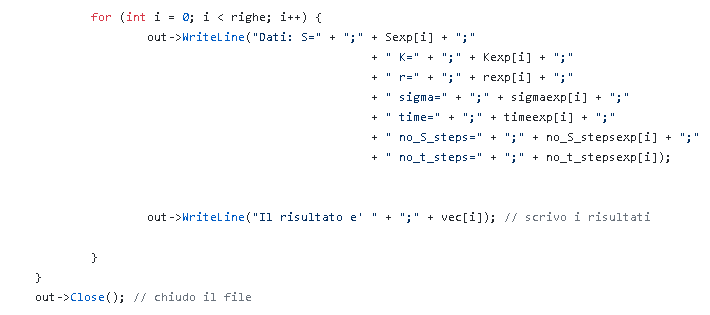 for (int i = 0; i < righe; i++) {
out->WriteLine("Dati: S=" + ";" + Sexp[i] + ";"
+ " K=" + ";" + Kexp[i] + ";"
+ " r=" + ";" + rexp[i] + ";"
+ " sigma=" + ";" + sigmaexp[i] + ";"
+ " time=" + ";" + timeexp[i] + ";"
+ " no_S_steps=" + ";" + no_S_stepsexp[i] + ";"
+ " no_t_steps=" + ";" + no_t_stepsexp[i]);
out->WriteLine("Il risultato e' " + ";" + vec[i]); // scrivo i risultati
}
}
out->Close(); // chiudo il file